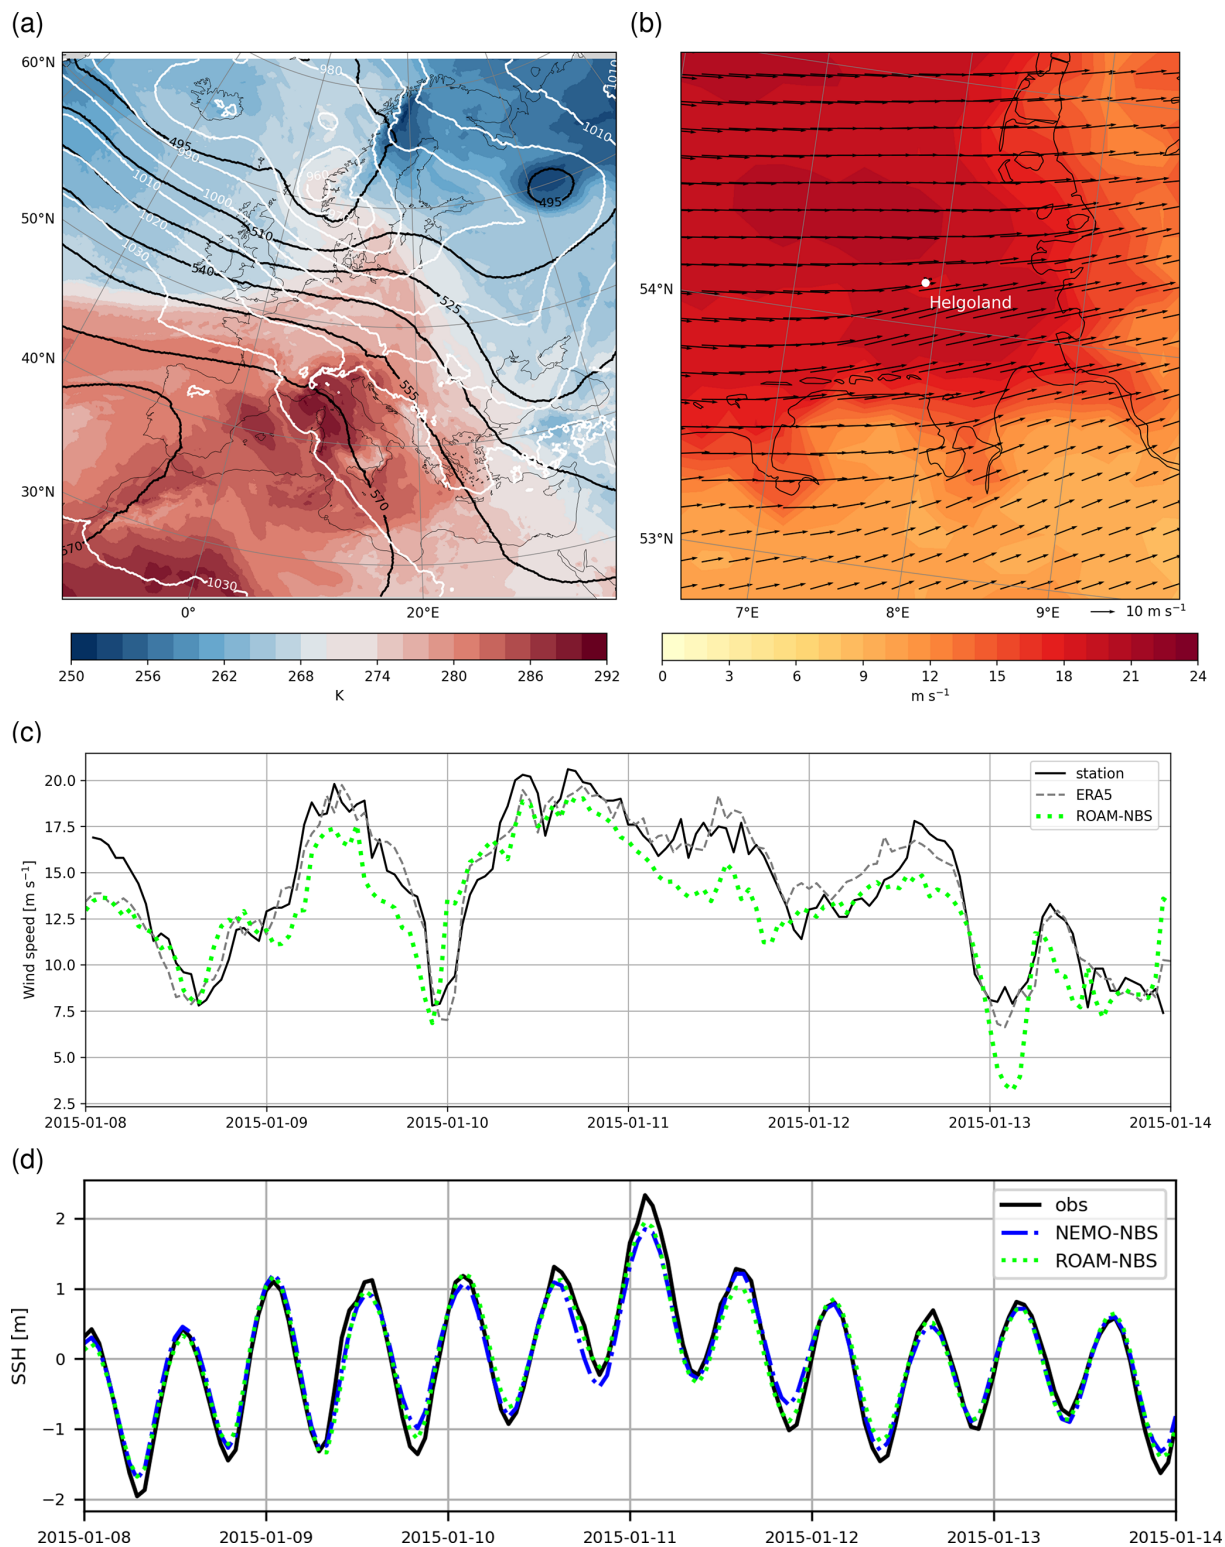 (a)
(b)
60°N
50°N
40°N
30°N
0°
20°E
980
1010
1010
495
990
960
1010
1000
495
510
1020
1030
540
525
555
570
570
1030
54°N
53°N
Helgoland
7°E
8°E
9°E
10 m s⁻¹
250
256
262
268
274
280
286
292
K
0
3
6
9
12
15
18
21
24
m s⁻¹
(c)
20.0
17.5
15.0
12.5
10.0
7.5
5.0
2.5
Wind speed [m s⁻¹]
station
ERA5
ROAM-NBS
2015-01-08
2015-01-09
2015-01-10
2015-01-11
2015-01-12
2015-01-13
2015-01-14
(d)
2
1
0
−1
−2
SSH [m]
obs
NEMO-NBS
ROAM-NBS
2015-01-08
2015-01-09
2015-01-10
2015-01-11
2015-01-12
2015-01-13
2015-01-14